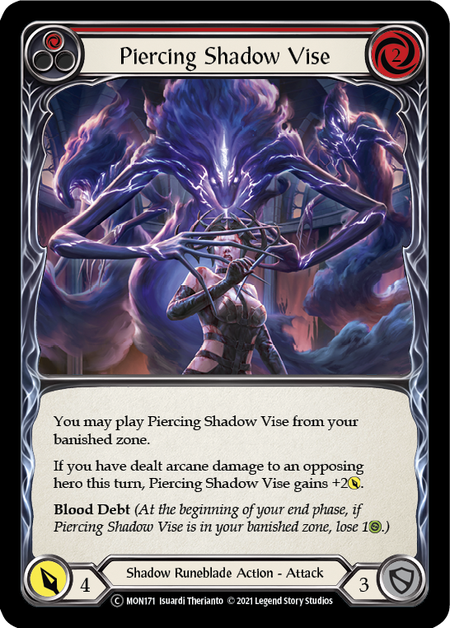 Piercing Shadow Vise
2
You may play Piercing Shadow Vise from your
banished zone.
If you have dealt arcane damage to an opposing
hero this turn, Piercing Shadow Vise gains +2.
Blood Debt (At the beginning of your end phase, if
Piercing Shadow Vise is in your banished zone, lose 1.)
4
Shadow Runeblade Action - Attack
3
C MON171 Isuardi Therianto © 2021 Legend Story Studios